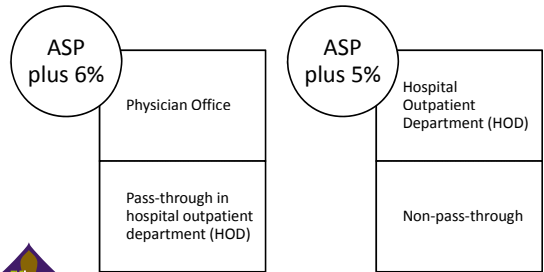 ASP
plus 6%
Physician Office
Pass-through in
hospital outpatient
department (HOD)
ASP
plus 5%
Hospital
Outpatient
Department (HOD)
Non-pass-through